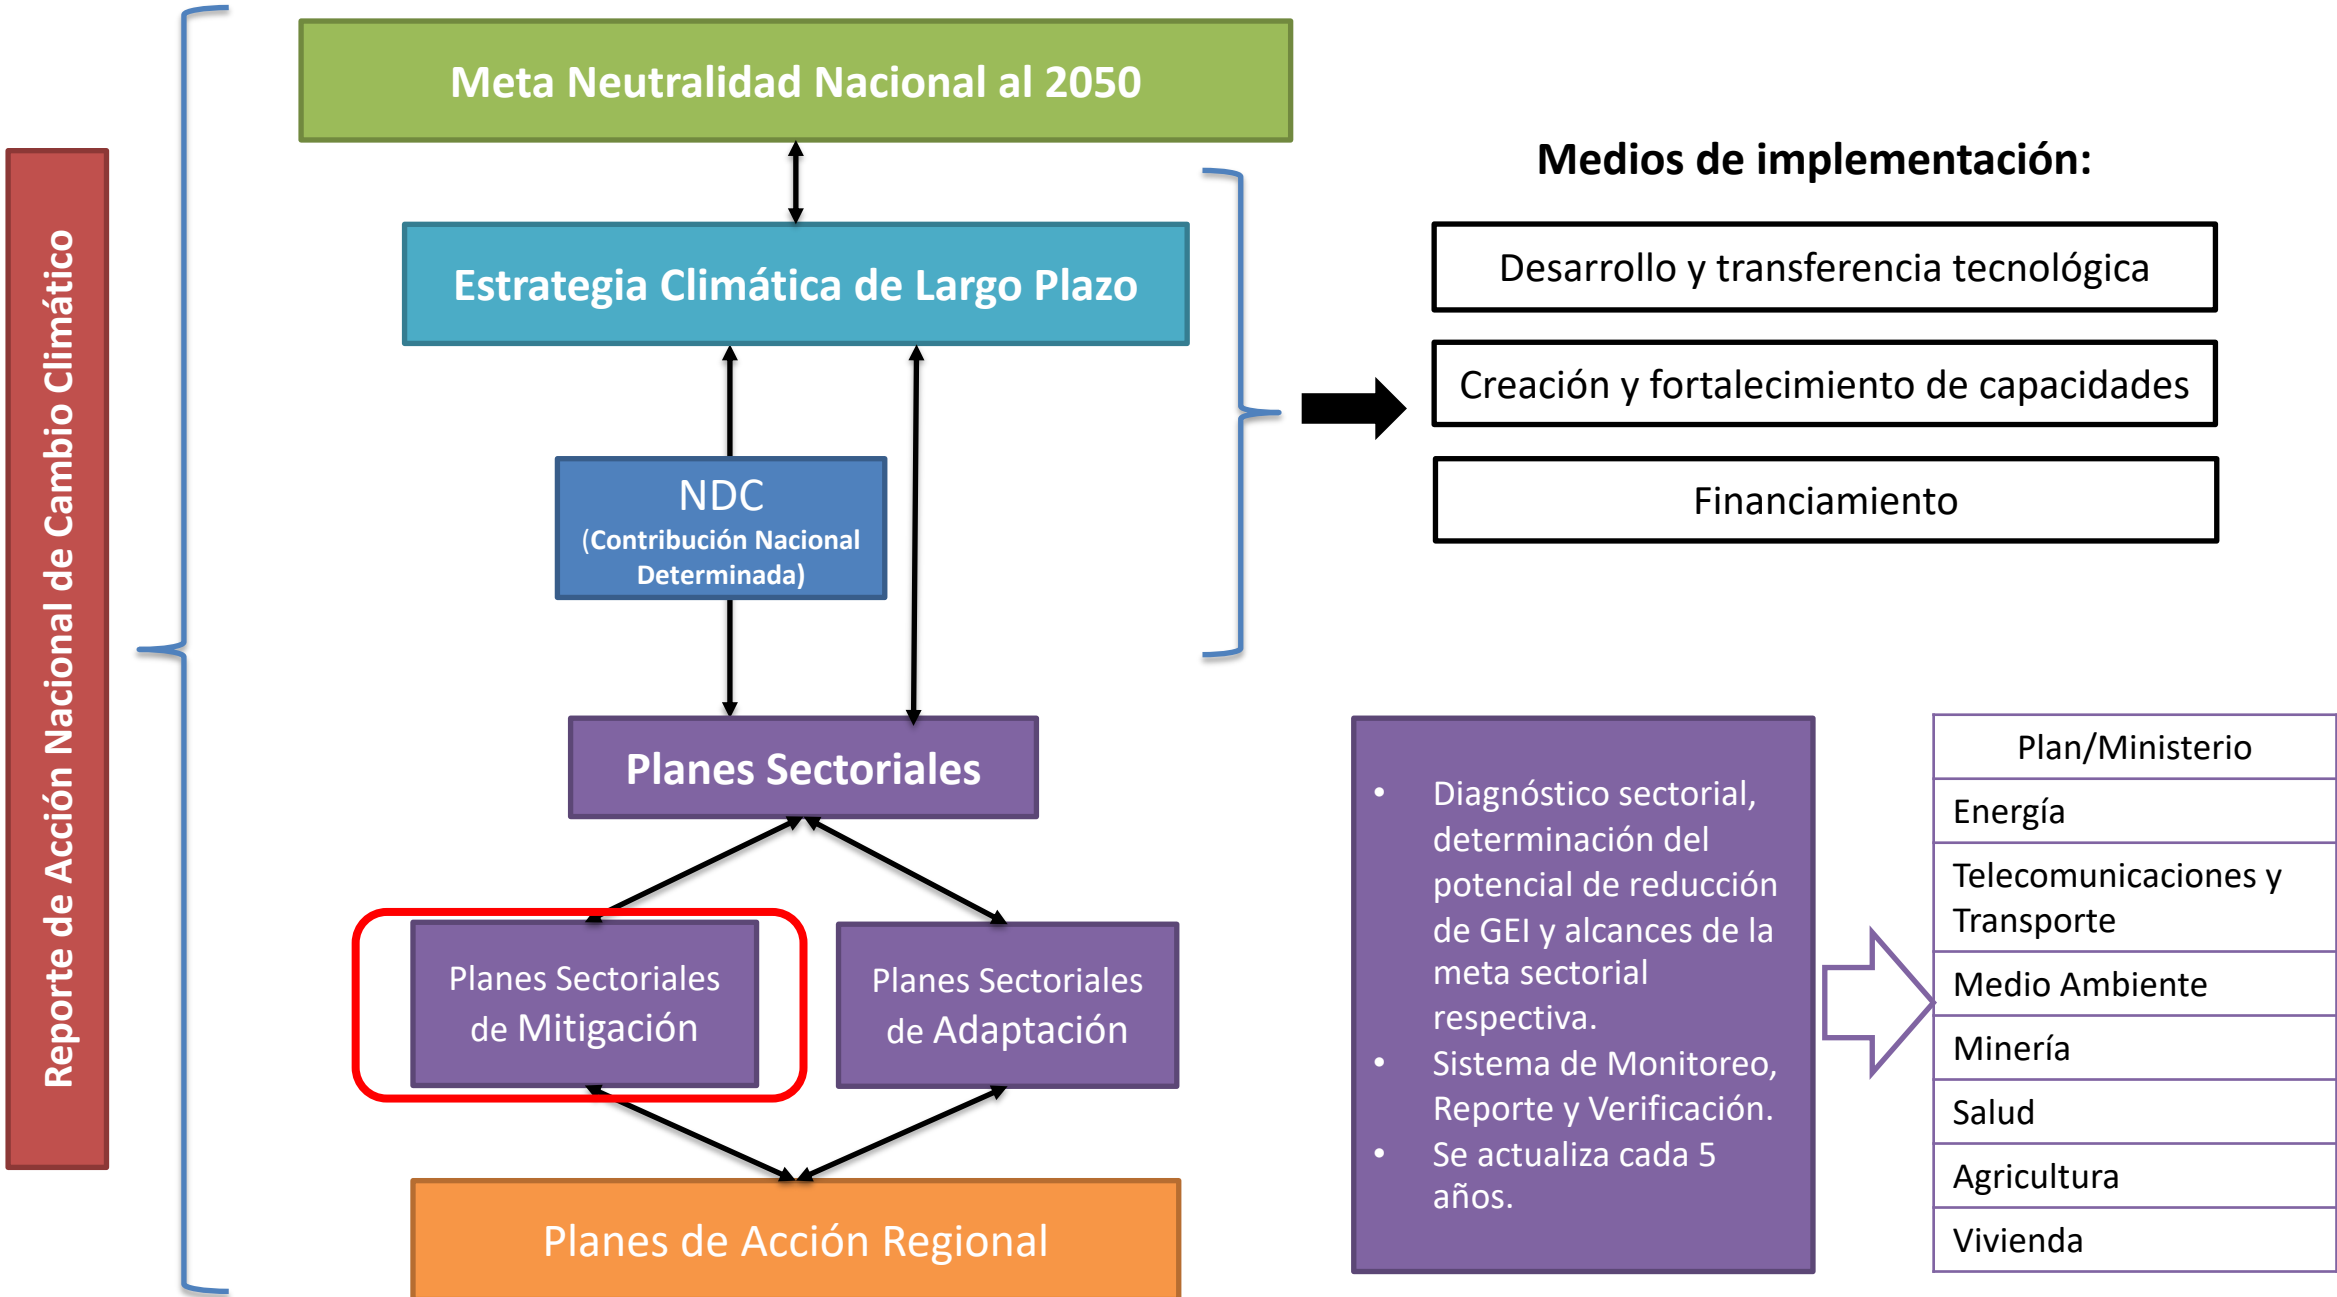 Reporte de Acción Nacional de Cambio Climático
Meta Neutralidad Nacional al 2050
Estrategia Climática de Largo Plazo
NDC
(Contribución Nacional
Determinada)
Planes Sectoriales
Planes Sectoriales
de Mitigación
Planes Sectoriales
de Adaptación
Planes de Acción Regional
Medios de implementación:
Desarrollo y transferencia tecnológica
Creación y fortalecimiento de capacidades
Financiamiento
• Diagnóstico sectorial,
determinación del
potencial de reducción
de GEI y alcances de la
meta sectorial
respectiva.
• Sistema de Monitoreo,
Reporte y Verificación.
• Se actualiza cada 5
años.
Plan/Ministerio
Energía
Telecomunicaciones y
Transporte
Medio Ambiente
Minería
Salud
Agricultura
Vivienda